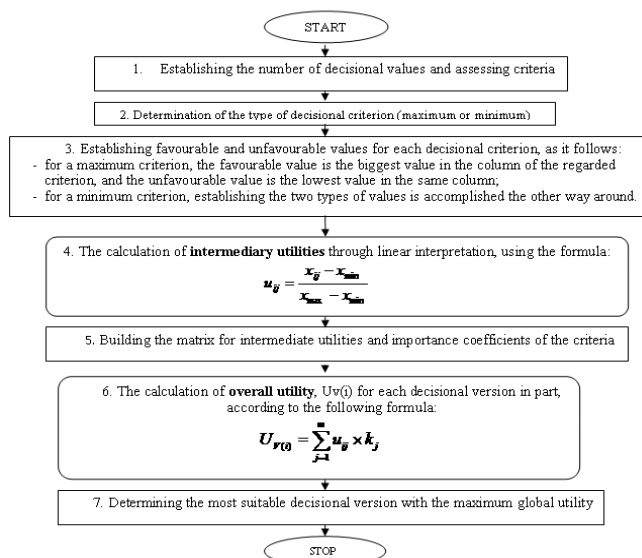 START
1. Establishing the number of decisional values and assessing criteria
2. Determination of the type of decisional criterion (maximum or minimum)
3. Establishing favourable and unfavourable values for each decisional criterion, as it follows:
- for a maximum criterion, the favourable value is the biggest value in the column of the regarded
criterion, and the unfavourable value is the lowest value in the same column;
- for a minimum criterion, establishing the two types of values is accomplished the other way around.
4. The calculation of intermediary utilities through linear interpretation, using the formula:
u_ij = (x_ij − x_min) / (x_max − x_min)
5. Building the matrix for intermediate utilities and importance coefficients of the criteria
6. The calculation of overall utility, Uv(i) for each decisional version in part,
according to the following formula:
U_V(i) = ∑_{j=1}^{m} u_ij × k_j
7. Determining the most suitable decisional version with the maximum global utility
STOP